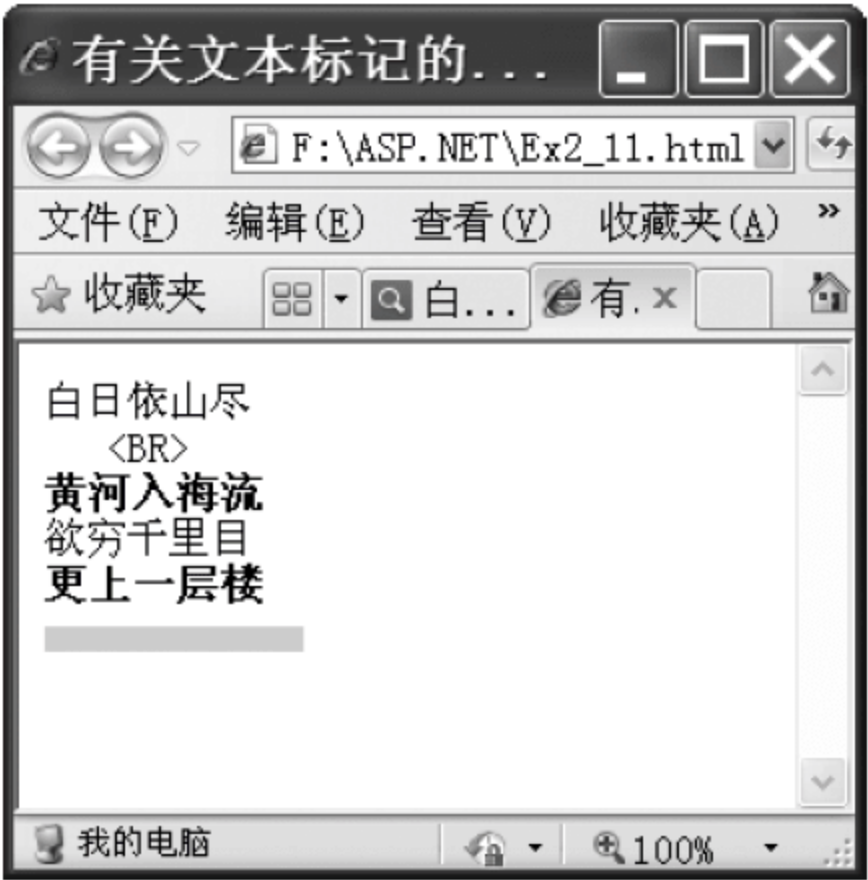 有关文本标记的...
F:\ASP.NET\Ex2_11.html
文件(F) 编辑(E) 查看(V) 收藏夹(A) »
收藏夹 白... 有.
白日依山尽
<BR>
黄河入海流
欲穷千里目
更上一层楼
我的电脑 100%